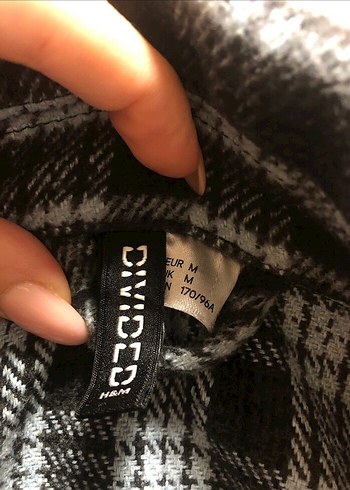 DIVIDED
H&M
EUR M
UK M
CN 170/96A